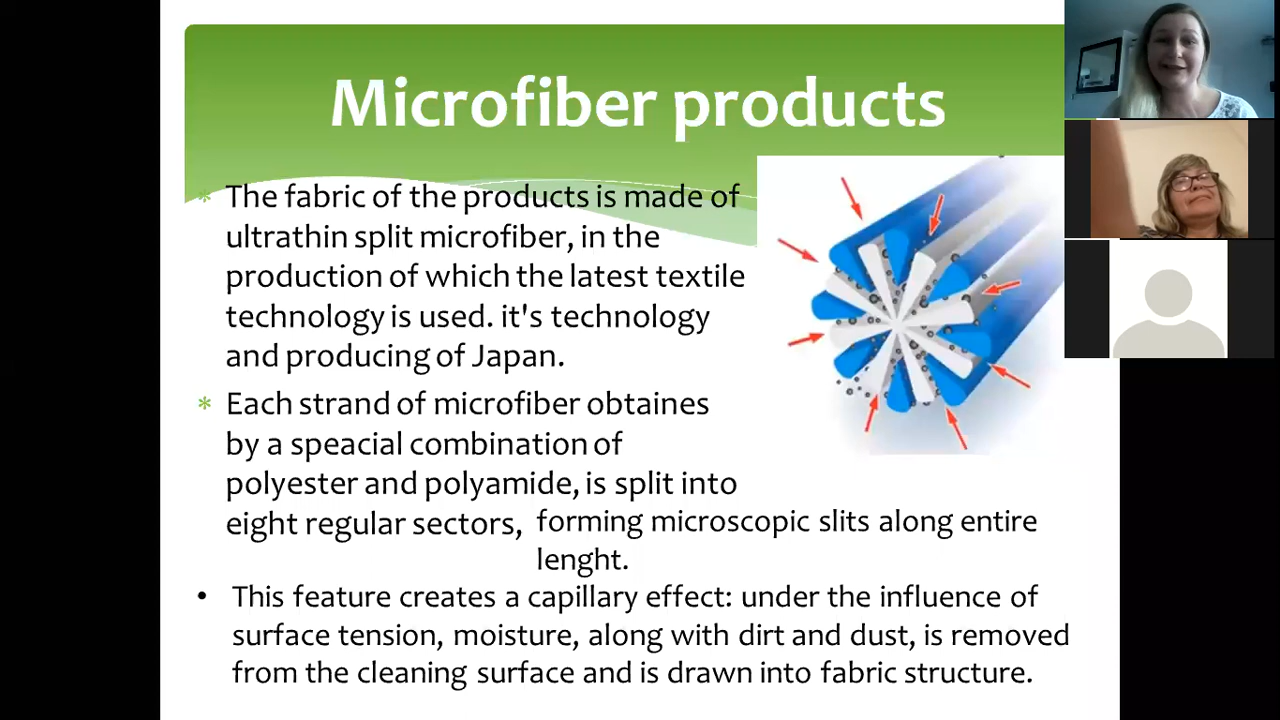 Microfiber products
The fabric of the products is made of
ultrathin split microfiber, in the
production of which the latest textile
technology is used. it's technology
and producing of Japan.
Each strand of microfiber obtaines
by a speacial combination of
polyester and polyamide, is split into
eight regular sectors, forming microscopic slits along entire
lenght.
This feature creates a capillary effect: under the influence of
surface tension, moisture, along with dirt and dust, is removed
from the cleaning surface and is drawn into fabric structure.